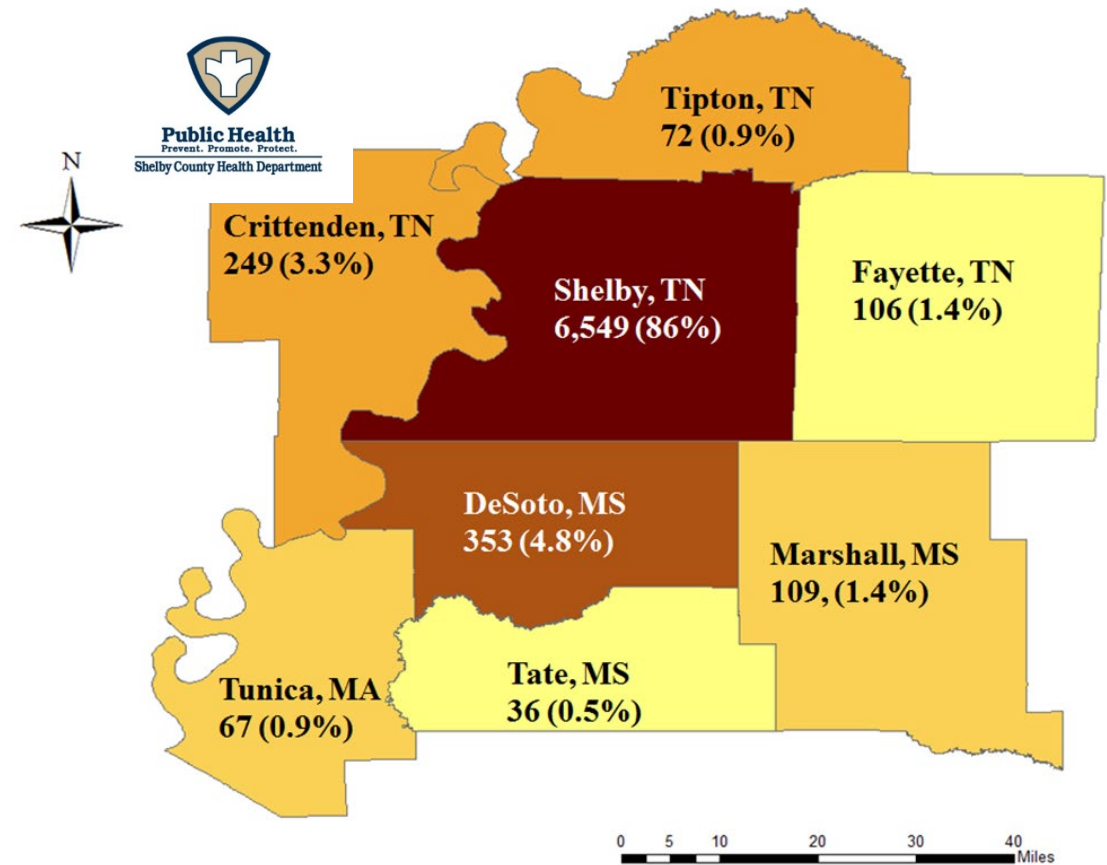 Public Health
Prevent. Promote. Protect.
Shelby County Health Department
N
Tipton, TN
72 (0.9%)
Crittenden, TN
249 (3.3%)
Shelby, TN
6,549 (86%)
Fayette, TN
106 (1.4%)
DeSoto, MS
353 (4.8%)
Marshall, MS
109, (1.4%)
Tunica, MA
67 (0.9%)
Tate, MS
36 (0.5%)
0 5 10 20 30 40
Miles